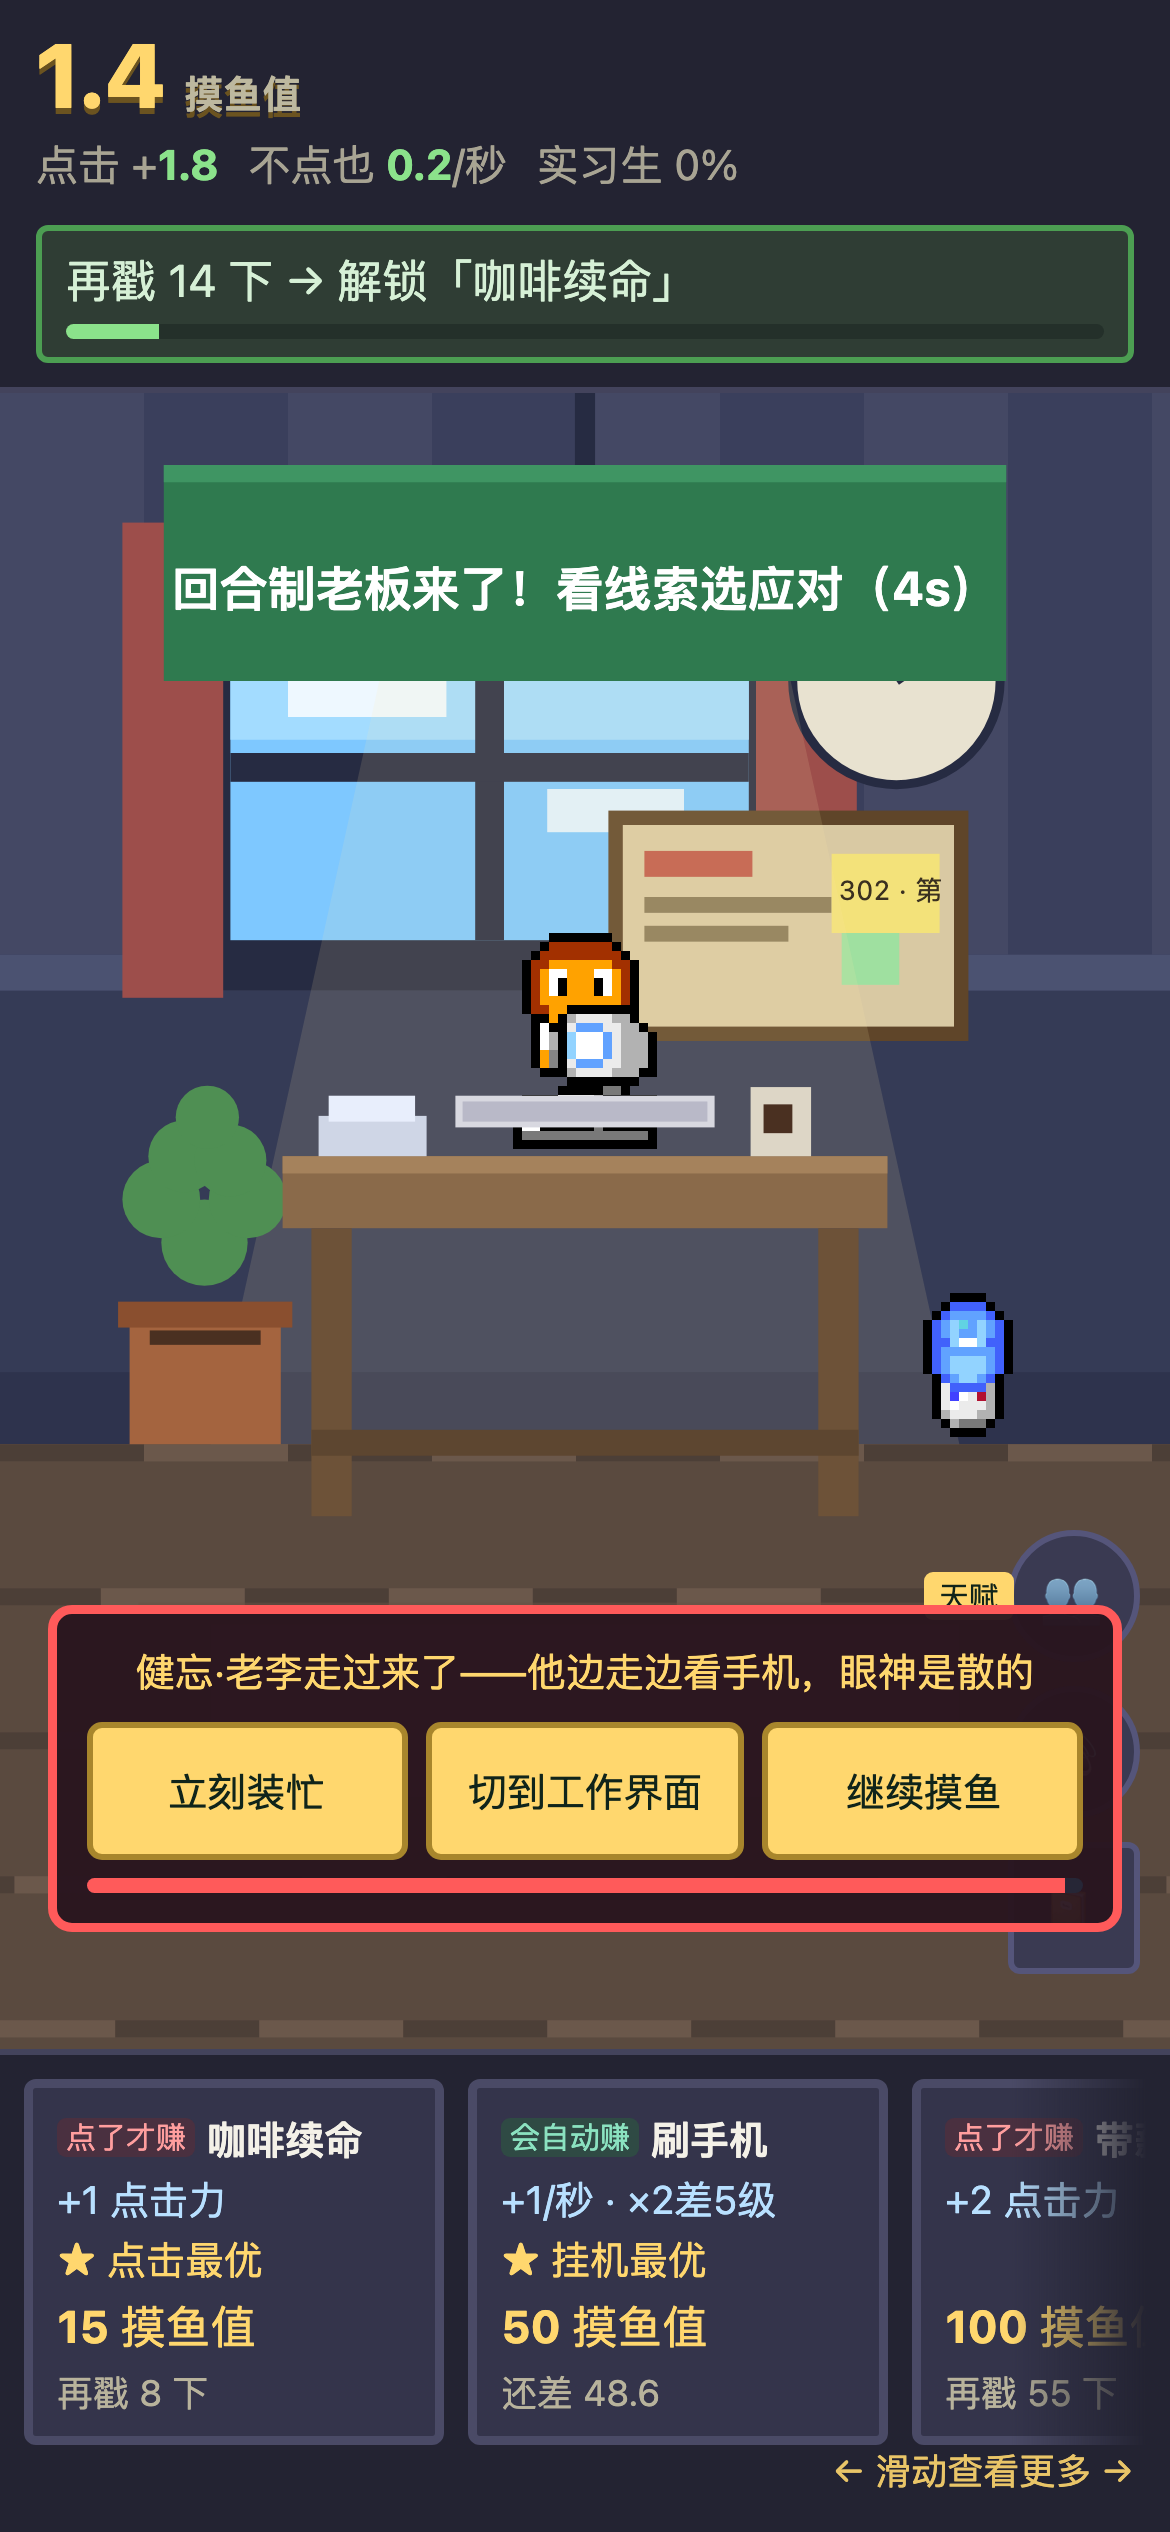 1.4 摸鱼值
点击 +1.8 不点也 0.2/秒 实习生 0%
再戳 14 下 → 解锁「咖啡续命」
回合制老板来了！看线索选应对（4s）
302 · 第
天赋
健忘·老李走过来了——他边走边看手机，眼神是散的
立刻装忙 切到工作界面 继续摸鱼
点了才赚 咖啡续命
+1 点击力
★ 点击最优
15 摸鱼值
再戳 8 下
会自动赚 刷手机
+1/秒 · ×2差5级
★ 挂机最优
50 摸鱼值
还差 48.6
点了才赚 带
+2 点击力
100 摸鱼值
再戳 55 下
← 滑动查看更多 →